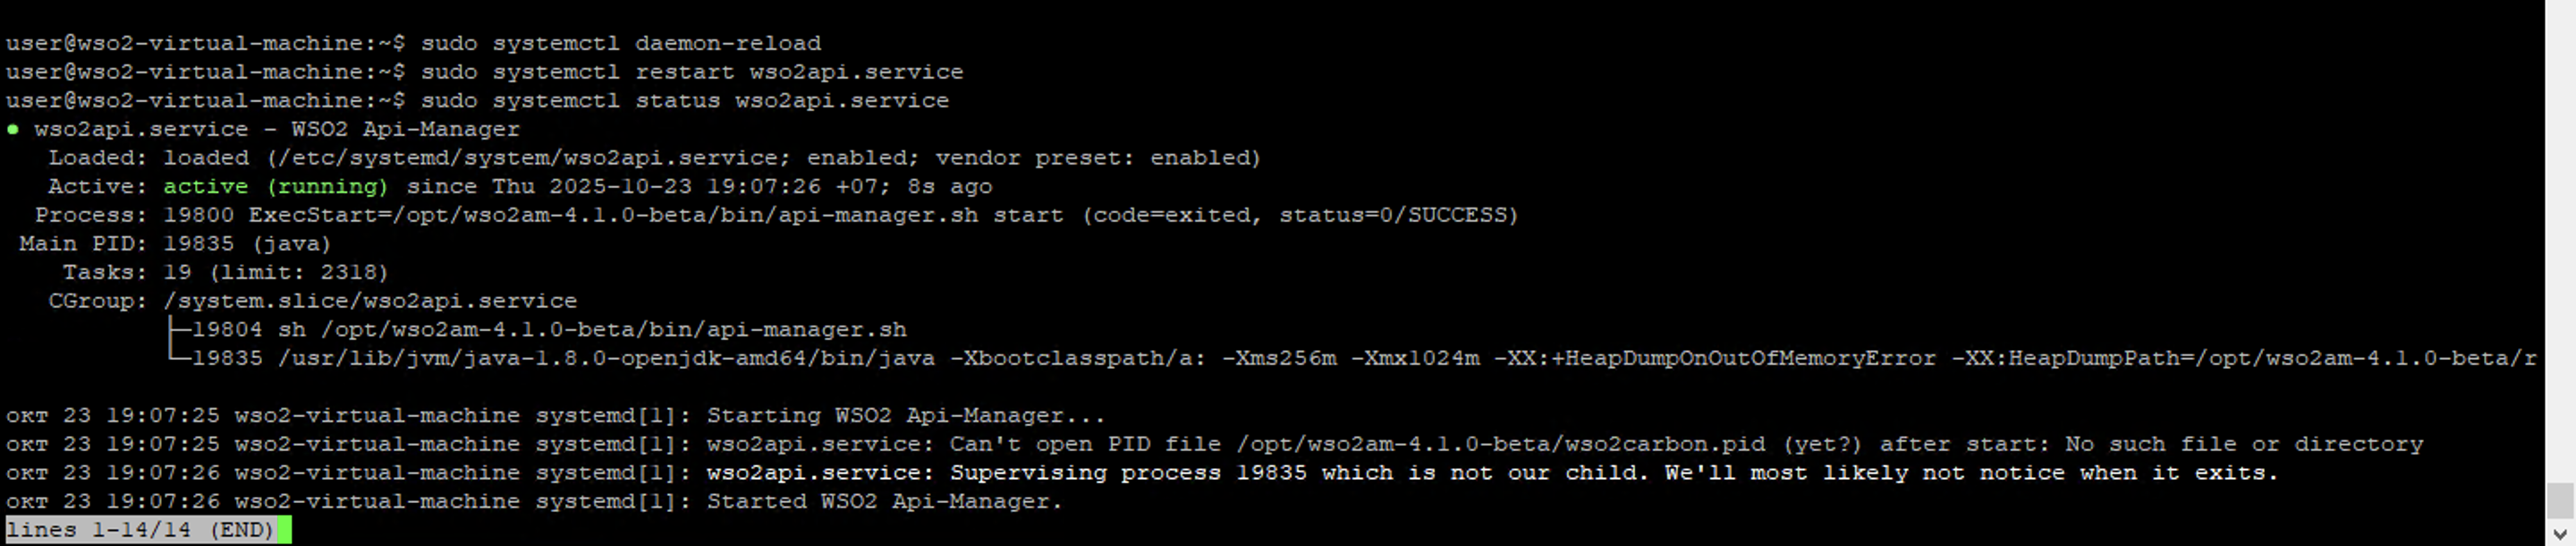 user@wso2-virtual-machine:~$ sudo systemctl daemon-reload
user@wso2-virtual-machine:~$ sudo systemctl restart wso2api.service
user@wso2-virtual-machine:~$ sudo systemctl status wso2api.service
● wso2api.service - WSO2 Api-Manager
   Loaded: loaded (/etc/systemd/system/wso2api.service; enabled; vendor preset: enabled)
   Active: active (running) since Thu 2025-10-23 19:07:26 +07; 8s ago
  Process: 19800 ExecStart=/opt/wso2am-4.1.0-beta/bin/api-manager.sh start (code=exited, status=0/SUCCESS)
 Main PID: 19835 (java)
    Tasks: 19 (limit: 2318)
   CGroup: /system.slice/wso2api.service
           ├─19804 sh /opt/wso2am-4.1.0-beta/bin/api-manager.sh
           └─19835 /usr/lib/jvm/java-1.8.0-openjdk-amd64/bin/java -Xbootclasspath/a: -Xms256m -Xmx1024m -XX:+HeapDumpOnOutOfMemoryError -XX:HeapDumpPath=/opt/wso2am-4.1.0-beta/r
окт 23 19:07:25 wso2-virtual-machine systemd[1]: Starting WSO2 Api-Manager...
окт 23 19:07:25 wso2-virtual-machine systemd[1]: wso2api.service: Can't open PID file /opt/wso2am-4.1.0-beta/wso2carbon.pid (yet?) after start: No such file or directory
окт 23 19:07:26 wso2-virtual-machine systemd[1]: wso2api.service: Supervising process 19835 which is not our child. We'll most likely not notice when it exits.
окт 23 19:07:26 wso2-virtual-machine systemd[1]: Started WSO2 Api-Manager.
lines 1-14/14 (END)